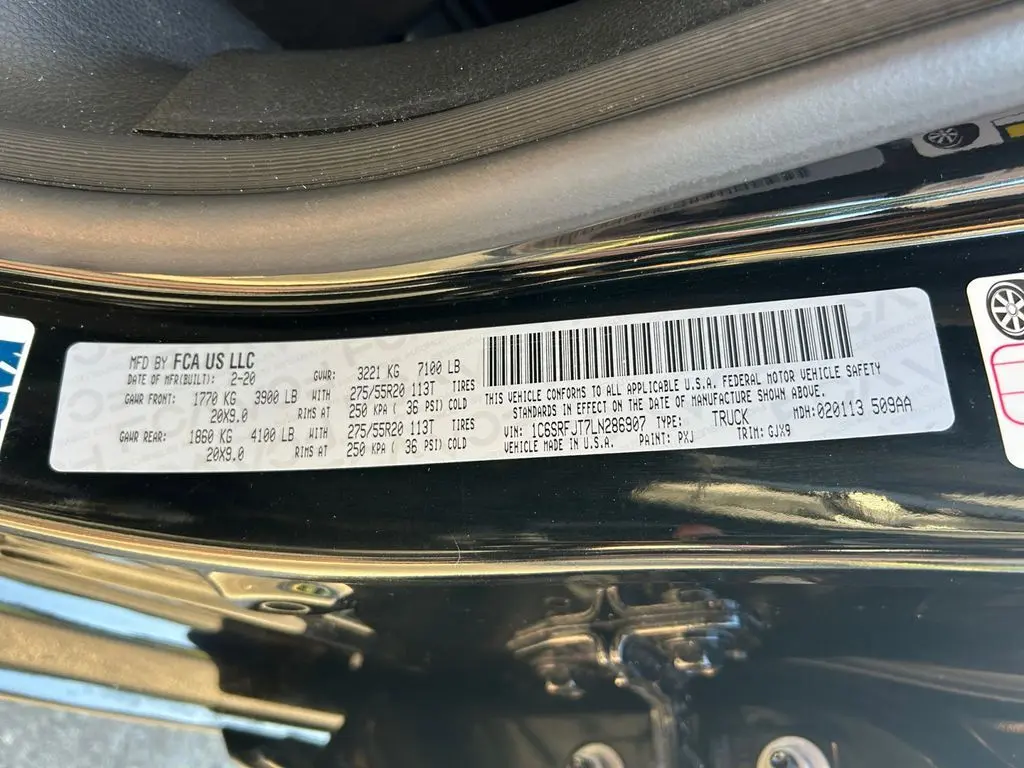 MFD BY FCA US LLC
DATE OF MFR(BUILT): 2-20 GVWR: 3221 KG 7100 LB
GAWR FRONT: 1770 KG 3900 LB WITH 275/55R20 113T TIRES
20X9.0 RIMS AT 250 KPA ( 36 PSI) COLD
GAWR REAR: 1860 KG 4100 LB WITH 275/55R20 113T TIRES
20X9.0 RIMS AT 250 KPA ( 36 PSI) COLD
THIS VEHICLE CONFORMS TO ALL APPLICABLE U.S.A. FEDERAL MOTOR VEHICLE SAFETY
STANDARDS IN EFFECT ON THE DATE OF MANUFACTURE SHOWN ABOVE.
VIN: 1C6SRFJT7LN286907 TYPE: TRUCK MDH:020113 509AA
VEHICLE MADE IN U.S.A. PAINT: PXJ TRIM: GJX9